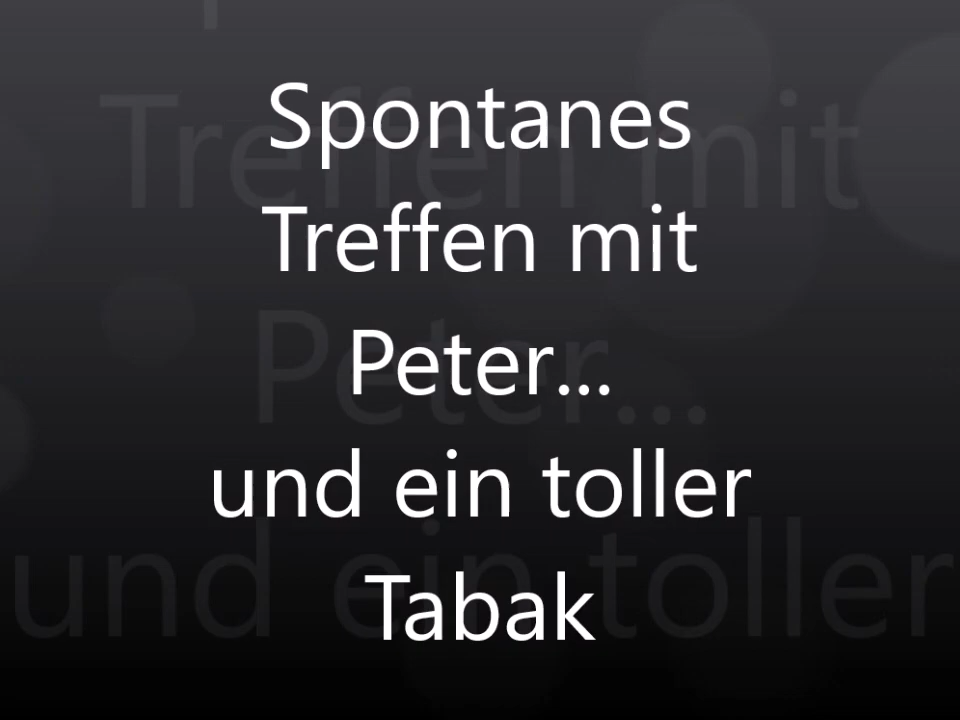 Spontanes
Treffen mit
Peter...
und ein toller
Tabak